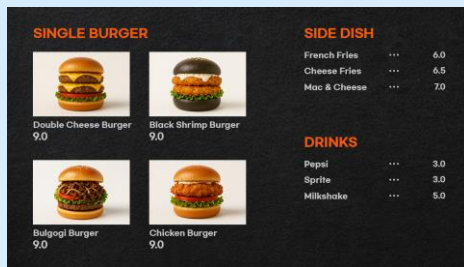 SINGLE BURGER
Double Cheese Burger
9.0
Black Shrimp Burger
9.0
Bulgogi Burger
9.0
Chicken Burger
9.0
SIDE DISH
French Fries ... 6.0
Cheese Fries ... 6.5
Mac & Cheese ... 7.0
DRINKS
Pepsi ... 3.0
Sprite ... 3.0
Milkshake ... 5.0